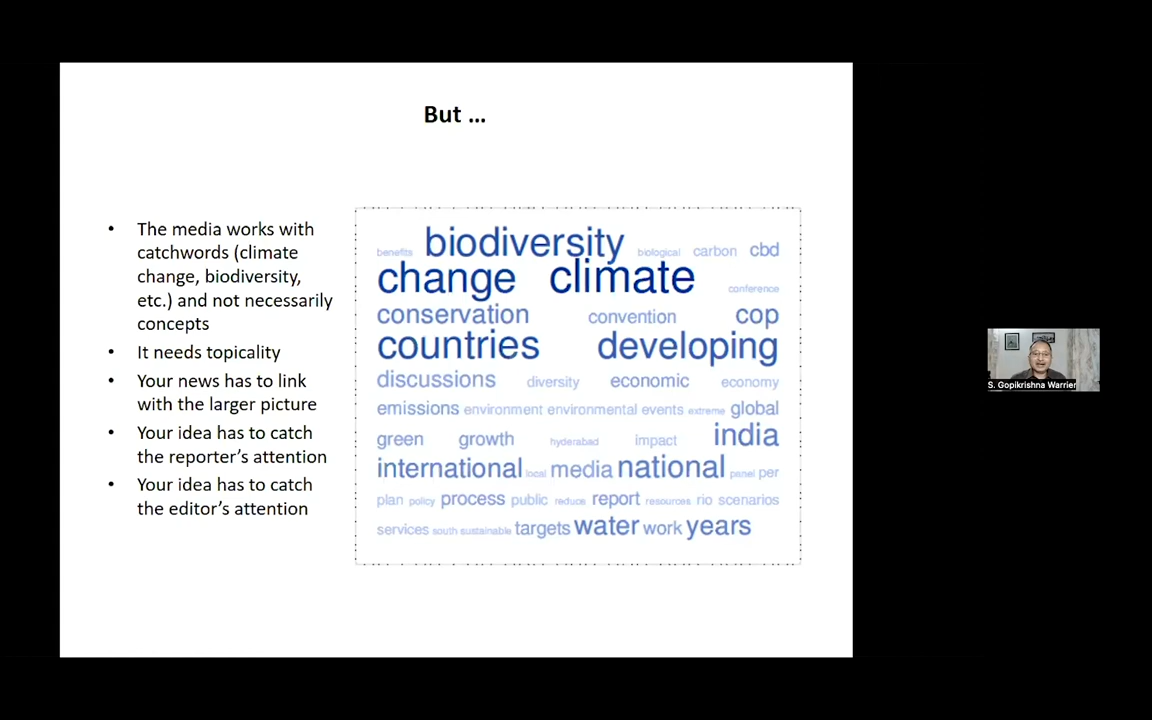 But ...
• The media works with
catchwords (climate
change, biodiversity,
etc.) and not necessarily
concepts
• It needs topicality
• Your news has to link
with the larger picture
• Your idea has to catch
the reporter's attention
• Your idea has to catch
the editor's attention
benefits biodiversity biological carbon cbd
change climate conference
conservation convention cop
countries developing
discussions diversity economic economy
emissions environment environmental events extreme global
green growth hyderabad impact india
international local media national panel per
plan policy process public reduce report resources rio scenarios
services south sustainable targets water work years
S. Gopikrishna Warrier